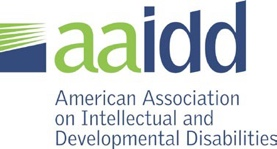 aaidd
American Association
on Intellectual and
Developmental Disabilities